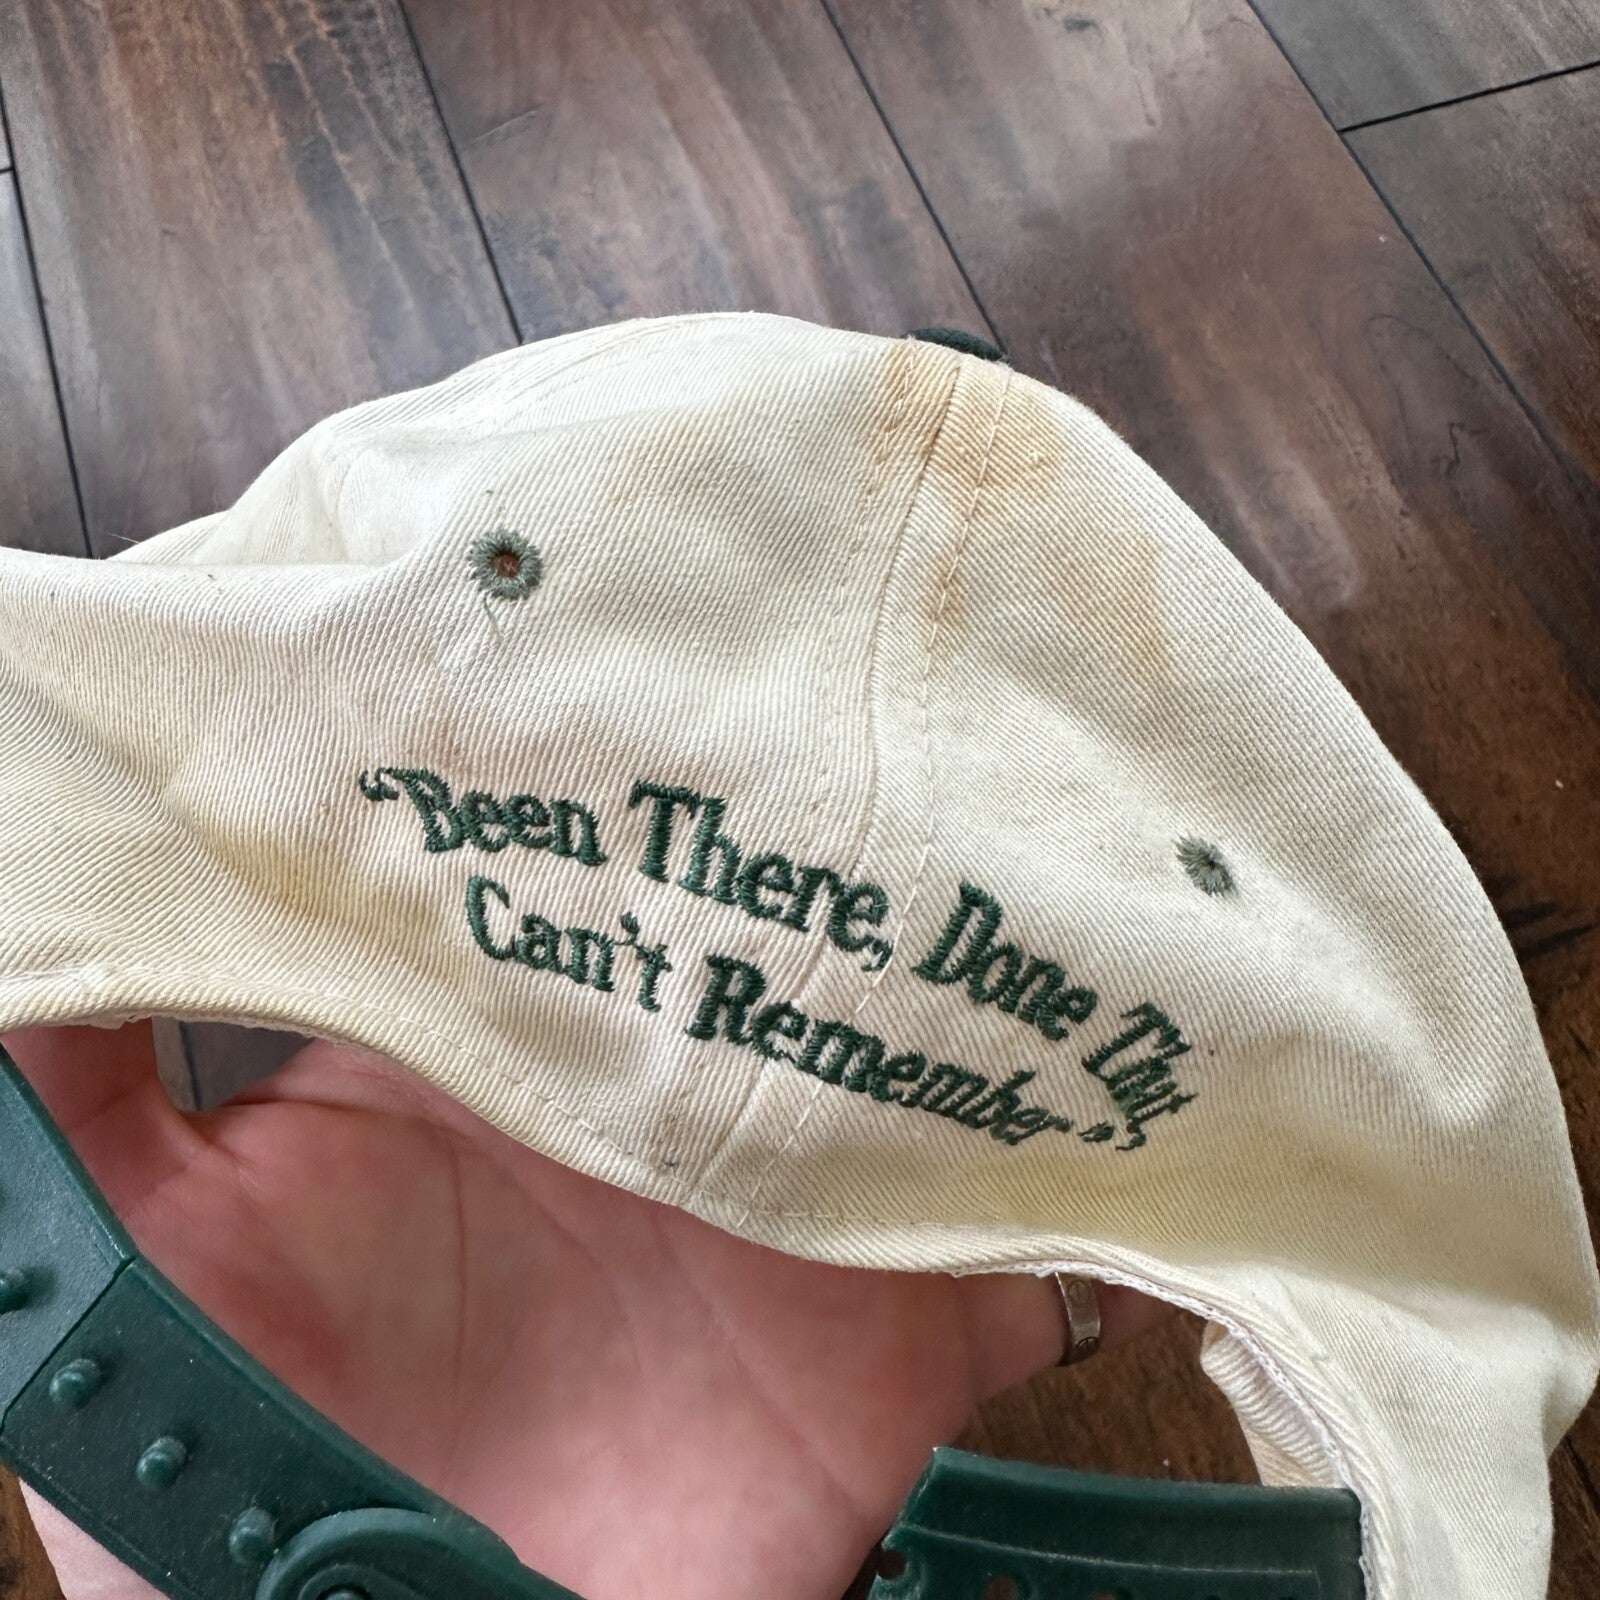 "Been There, Done That,
Can't Remember"